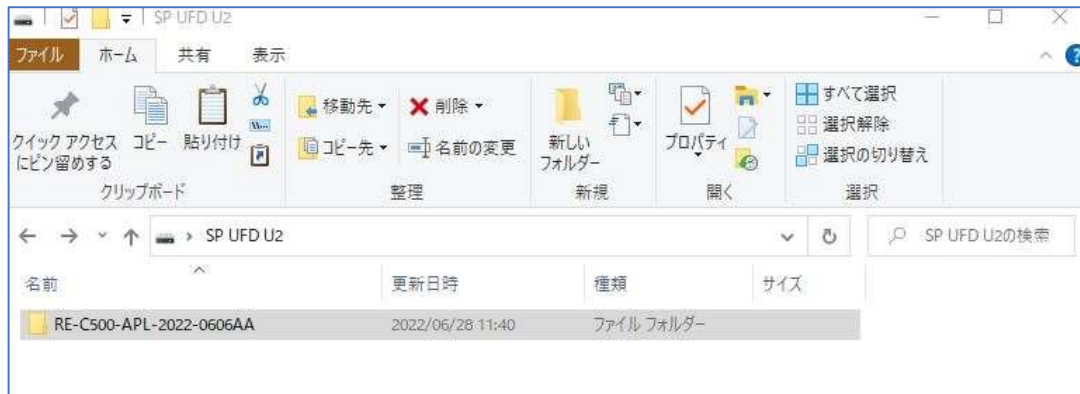 SP UFD U2
ファイル ホーム 共有 表示
クイック アクセス
にピン留めする
コピー
貼り付け
クリップボード
移動先
コピー先
削除
名前の変更
整理
新しい
フォルダー
新規
プロパティ
開く
すべて選択
選択解除
選択の切り替え
選択
SP UFD U2
SP UFD U2の検索
名前 更新日時 種類 サイズ
RE-C500-APL-2022-0606AA 2022/06/28 11:40 ファイル フォルダー